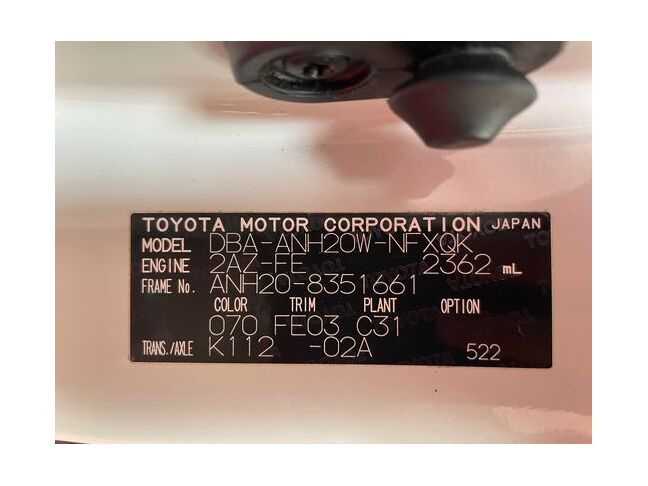 TOYOTA MOTOR CORPORATION JAPAN
MODEL DBA-ANH20W-NFXQK
ENGINE 2AZ-FE 2362 mL
FRAME No. ANH20-8351661
COLOR TRIM PLANT OPTION
070 FE03 C31
TRANS./AXLE K112 -02A 522